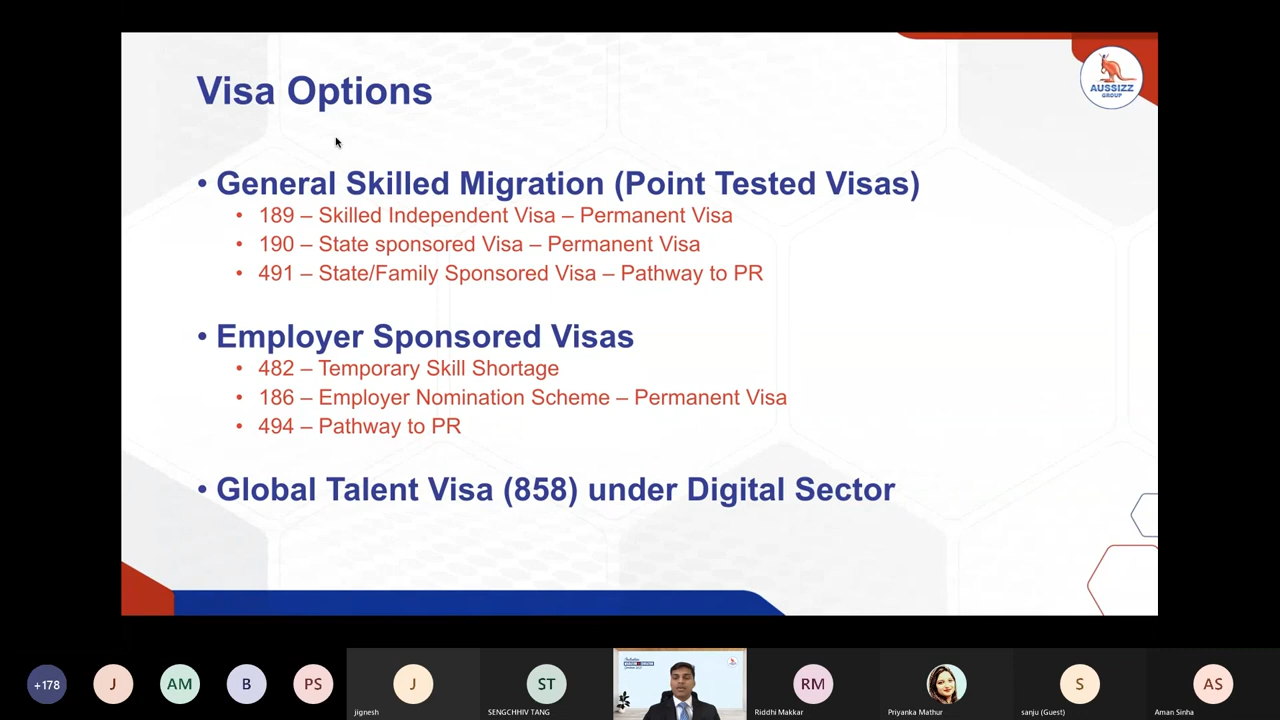 Visa Options
AUSSIZZ
GROUP
• General Skilled Migration (Point Tested Visas)
• 189 – Skilled Independent Visa – Permanent Visa
• 190 – State sponsored Visa – Permanent Visa
• 491 – State/Family Sponsored Visa – Pathway to PR
• Employer Sponsored Visas
• 482 – Temporary Skill Shortage
• 186 – Employer Nomination Scheme – Permanent Visa
• 494 – Pathway to PR
• Global Talent Visa (858) under Digital Sector
+178
J
AM
B
PS
J
ST
RM
S
AS
jignesh
SENGCHHIV TANG
Riddhi Makkar
Priyanka Mathur
sanju (Guest)
Aman Sinha